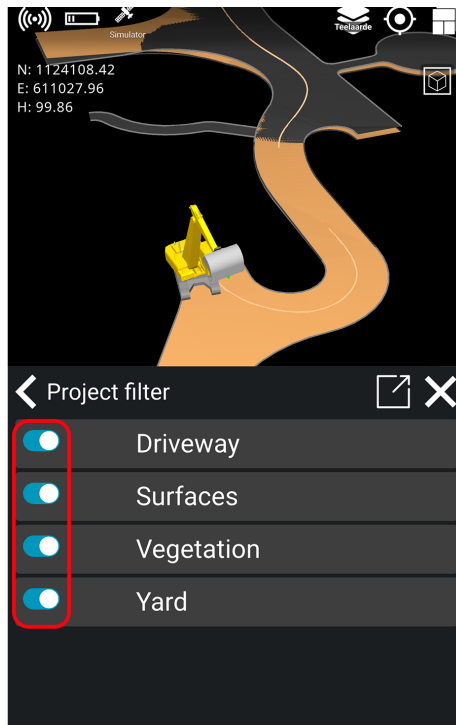 Simulator
Teelaarde
N: 1124108.42
E: 611027.96
H: 99.86
Project filter
Driveway
Surfaces
Vegetation
Yard